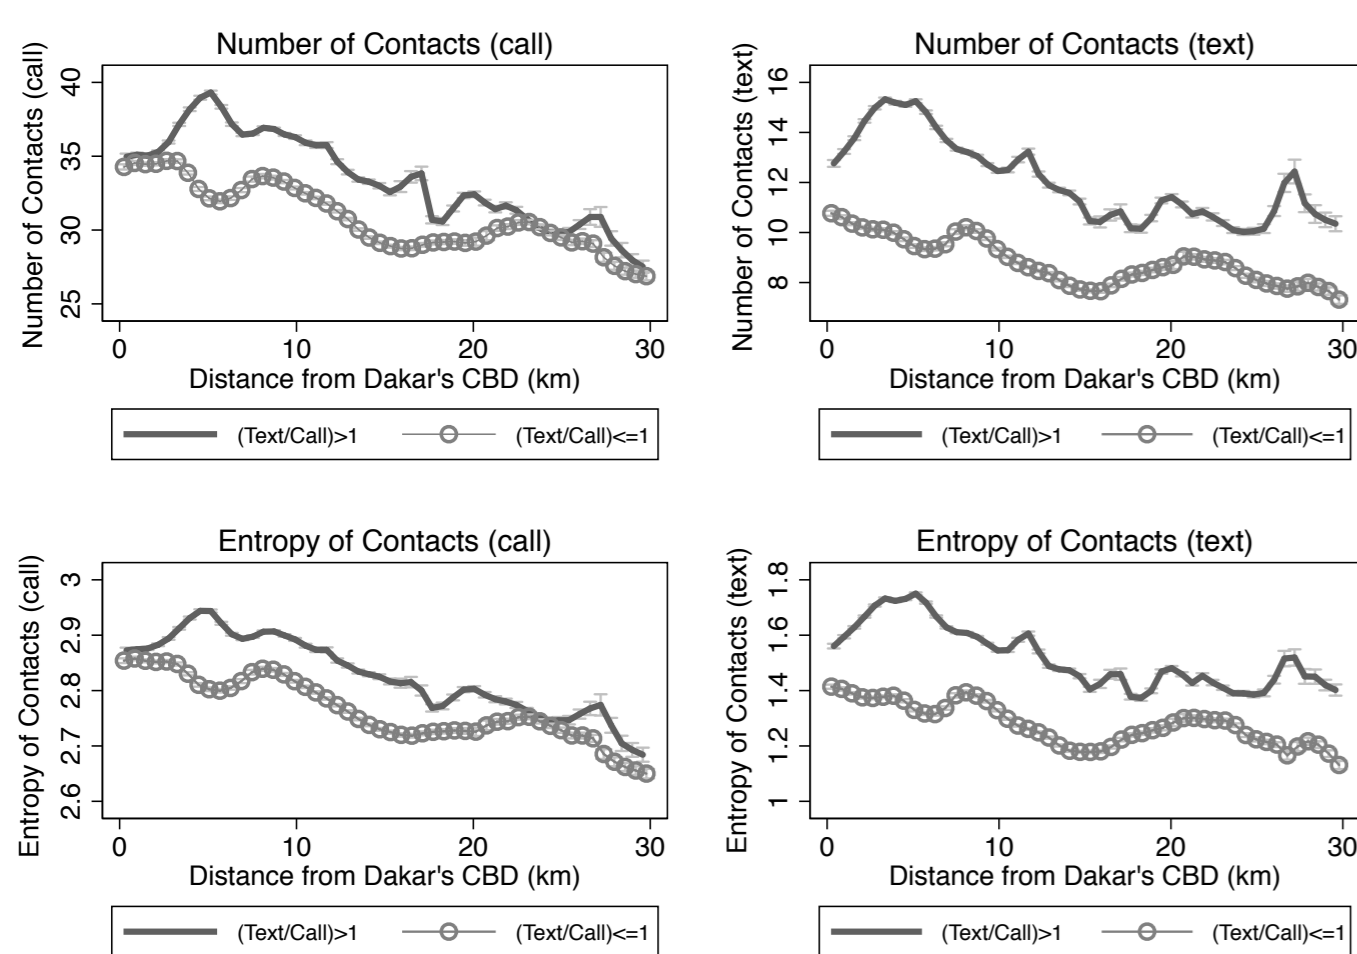 Number of Contacts (call)
Number of Contacts (call)
40
35
30
25
0 10 20 30
Distance from Dakar's CBD (km)
(Text/Call)>1 (Text/Call)<=1
Number of Contacts (text)
Number of Contacts (text)
16
14
12
10
8
0 10 20 30
Distance from Dakar's CBD (km)
(Text/Call)>1 (Text/Call)<=1
Entropy of Contacts (call)
Entropy of Contacts (call)
3
2.9
2.8
2.7
2.6
0 10 20 30
Distance from Dakar's CBD (km)
(Text/Call)>1 (Text/Call)<=1
Entropy of Contacts (text)
Entropy of Contacts (text)
1.8
1.6
1.4
1.2
1
0 10 20 30
Distance from Dakar's CBD (km)
(Text/Call)>1 (Text/Call)<=1